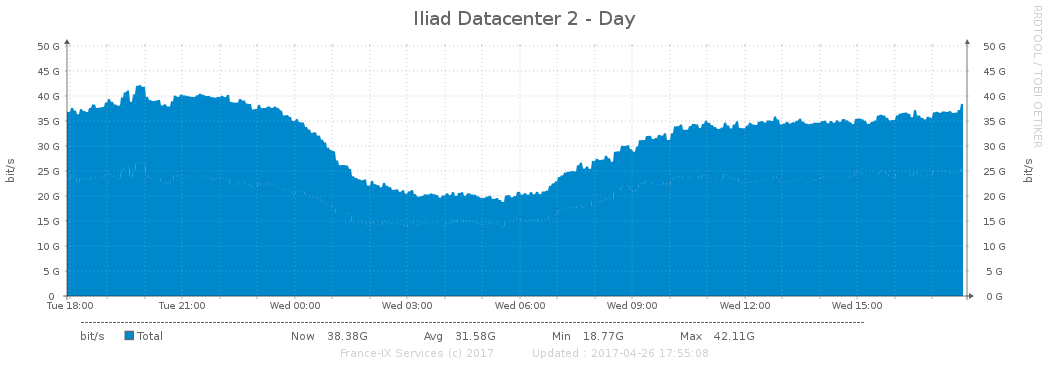 Iliad Datacenter 2 - Day
RRDTOOL / TOBI OETIKER
bit/s
50 G 50 G
45 G 45 G
40 G 40 G
35 G 35 G
30 G 30 G
25 G 25 G
20 G 20 G
15 G 15 G
10 G 10 G
5 G 5 G
0 0 G
bit/s
Tue 18:00 Tue 21:00 Wed 00:00 Wed 03:00 Wed 06:00 Wed 09:00 Wed 12:00 Wed 15:00
bit/s Total Now 38.38G Avg 31.58G Min 18.77G Max 42.11G
France-IX Services (c) 2017 Updated : 2017-04-26 17:55:08